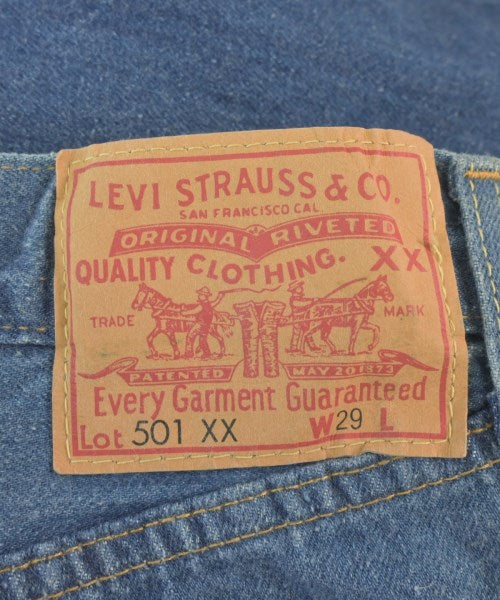 LEVI STRAUSS & CO.
SAN FRANCISCO CAL.
ORIGINAL RIVETED
QUALITY CLOTHING. XX
TRADE MARK
PATENTED MAY 20 1873
Every Garment Guaranteed
Lot 501 XX W 29 L